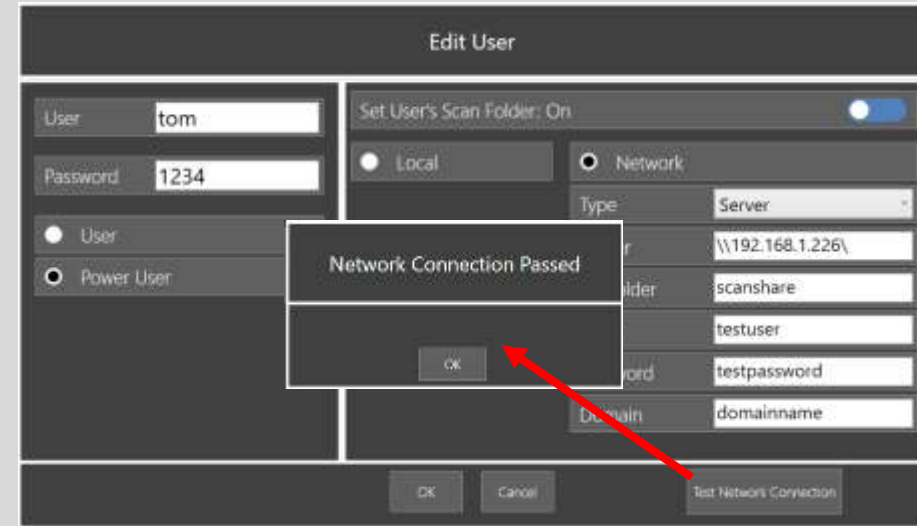 Edit User
User tom
Password 1234
User
Power User
Set User's Scan Folder: On
Local
Network
Type Server
\\192.168.1.226\
scanshare
testuser
testpassword
Domain domainname
Network Connection Passed
OK
OK Cancel Test Network Connection